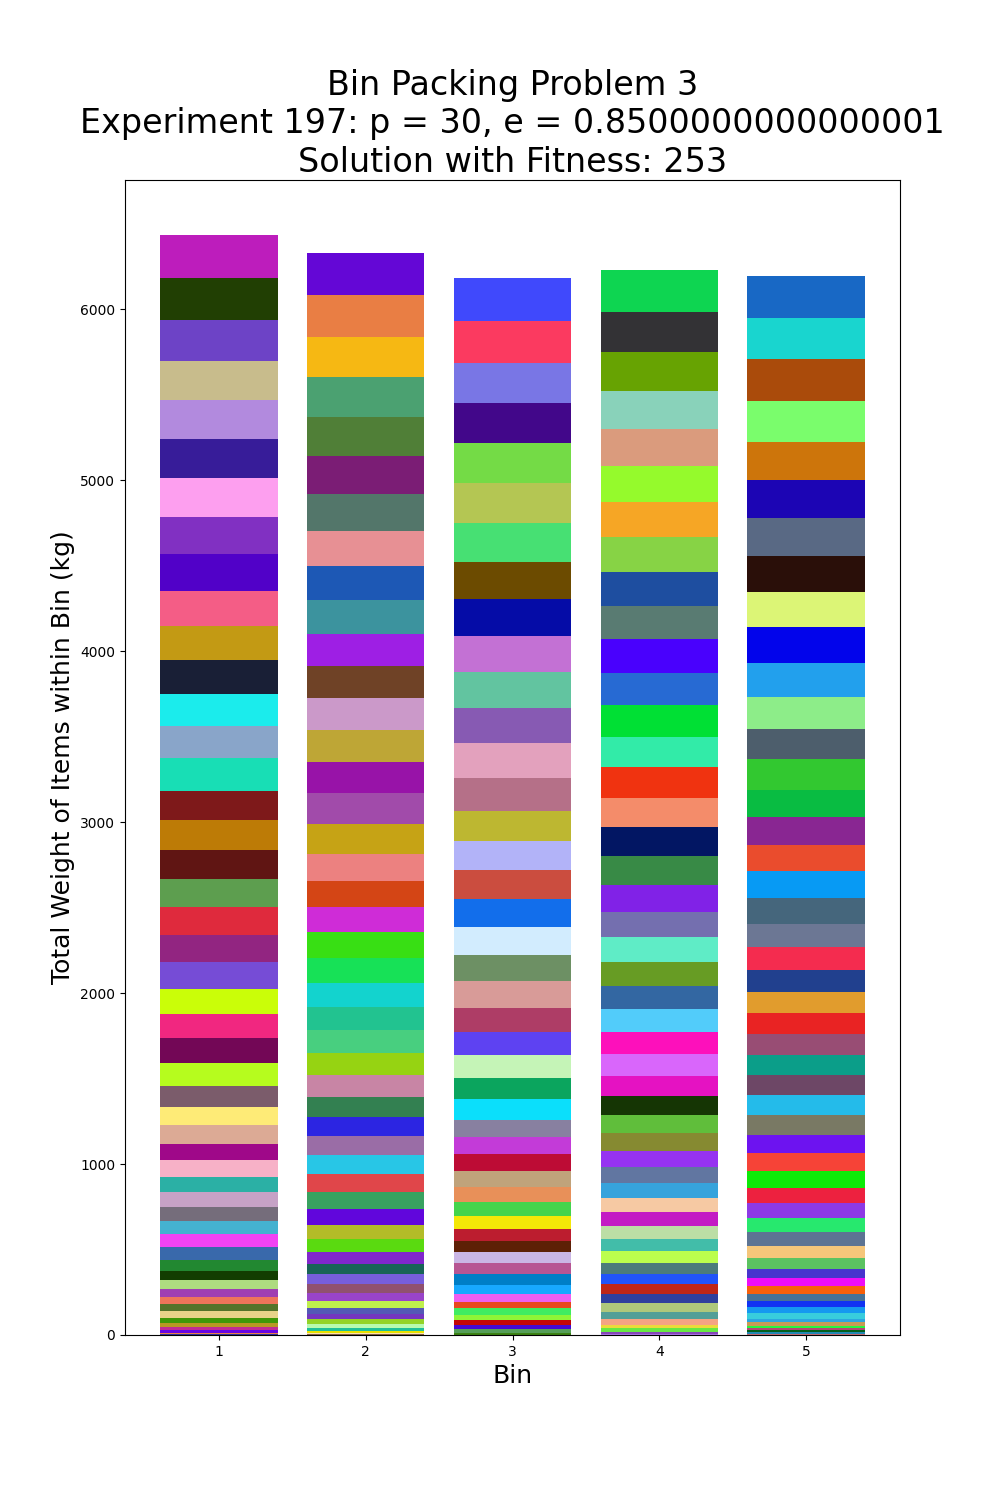 Bin Packing Problem 3
Experiment 197: p = 30, e = 0.8500000000000001
Solution with Fitness: 253
Total Weight of Items within Bin (kg)
6000
5000
4000
3000
2000
1000
0
1 2 3 4 5
Bin